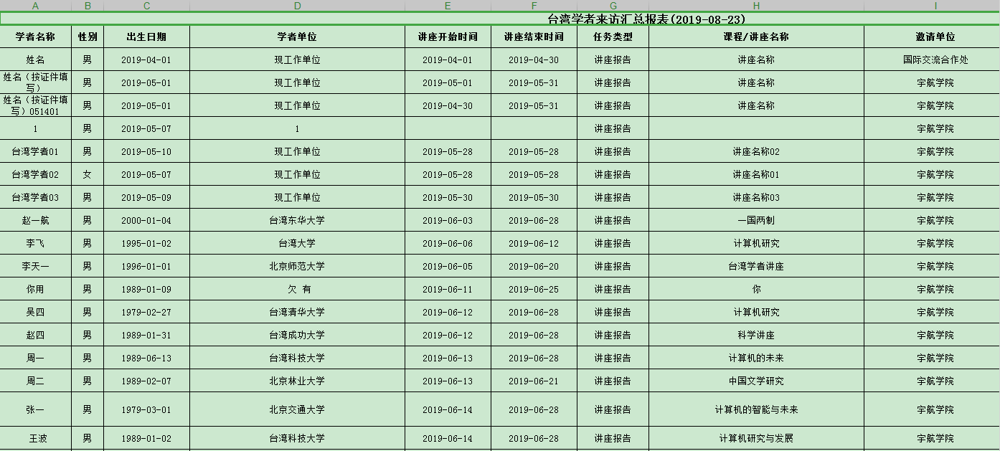 A B C D E F G H I
台湾学者来访汇总报表(2019-08-23)
学者名称 性别 出生日期 学者单位 讲座开始时间 讲座结束时间 任务类型 课程/讲座名称 邀请单位
姓名 男 2019-04-01 现工作单位 2019-04-01 2019-04-30 讲座报告 讲座名称 国际交流合作处
姓名（按证件填
写） 男 2019-05-01 现工作单位 2019-05-01 2019-05-31 讲座报告 讲座名称 宇航学院
姓名（按证件填
写）051401 男 2019-05-01 现工作单位 2019-04-30 2019-05-31 讲座报告 讲座名称 宇航学院
1 男 2019-05-07 1 讲座报告 宇航学院
台湾学者01 男 2019-05-10 现工作单位 2019-05-28 2019-05-28 讲座报告 讲座名称02 宇航学院
台湾学者02 女 2019-05-07 现工作单位 2019-05-28 2019-05-28 讲座报告 讲座名称01 宇航学院
台湾学者03 男 2019-05-09 现工作单位 2019-05-30 2019-05-30 讲座报告 讲座名称03 宇航学院
赵一航 男 2000-01-04 台湾东华大学 2019-06-03 2019-06-28 讲座报告 一国两制 宇航学院
李飞 男 1995-01-02 台湾大学 2019-06-06 2019-06-12 讲座报告 计算机研究 宇航学院
李天一 男 1996-01-01 北京师范大学 2019-06-05 2019-06-20 讲座报告 台湾学者讲座 宇航学院
你用 男 1989-01-09 欠 有 2019-06-11 2019-06-25 讲座报告 你 宇航学院
吴四 男 1979-02-27 台湾清华大学 2019-06-12 2019-06-28 讲座报告 计算机研究 宇航学院
赵四 男 1989-01-31 台湾成功大学 2019-06-12 2019-06-28 讲座报告 科学讲座 宇航学院
周一 男 1989-06-13 台湾科技大学 2019-06-13 2019-06-28 讲座报告 计算机的未来 宇航学院
周二 男 1989-02-07 北京林业大学 2019-06-13 2019-06-21 讲座报告 中国文学研究 宇航学院
张一 男 1979-03-01 北京交通大学 2019-06-14 2019-06-28 讲座报告 计算机的智能与未来 宇航学院
王波 男 1989-01-02 台湾科技大学 2019-06-14 2019-06-28 讲座报告 计算机研究与发展 宇航学院